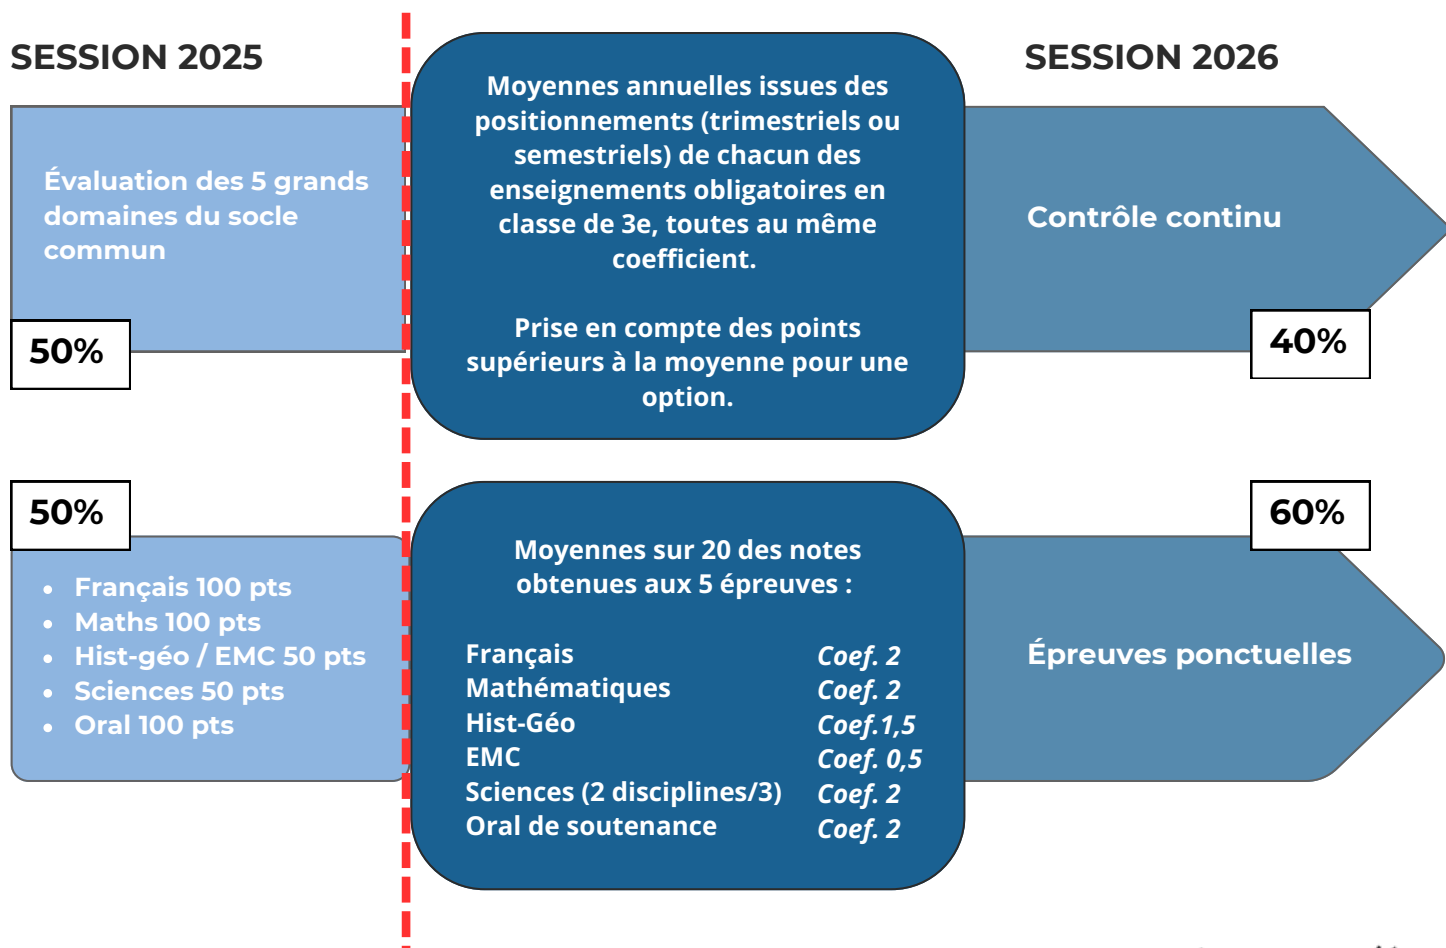 SESSION 2025
SESSION 2026
Évaluation des 5 grands
domaines du socle
commun
50%
Moyennes annuelles issues des
positionnements (trimestriels ou
semestriels) de chacun des
enseignements obligatoires en
classe de 3e, toutes au même
coefficient.
Prise en compte des points
supérieurs à la moyenne pour une
option.
Contrôle continu
40%
50%
• Français 100 pts
• Maths 100 pts
• Hist-géo / EMC 50 pts
• Sciences 50 pts
• Oral 100 pts
Moyennes sur 20 des notes
obtenues aux 5 épreuves :
Français Coef. 2
Mathématiques Coef. 2
Hist-Géo Coef.1,5
EMC Coef. 0,5
Sciences (2 disciplines/3) Coef. 2
Oral de soutenance Coef. 2
60%
Épreuves ponctuelles